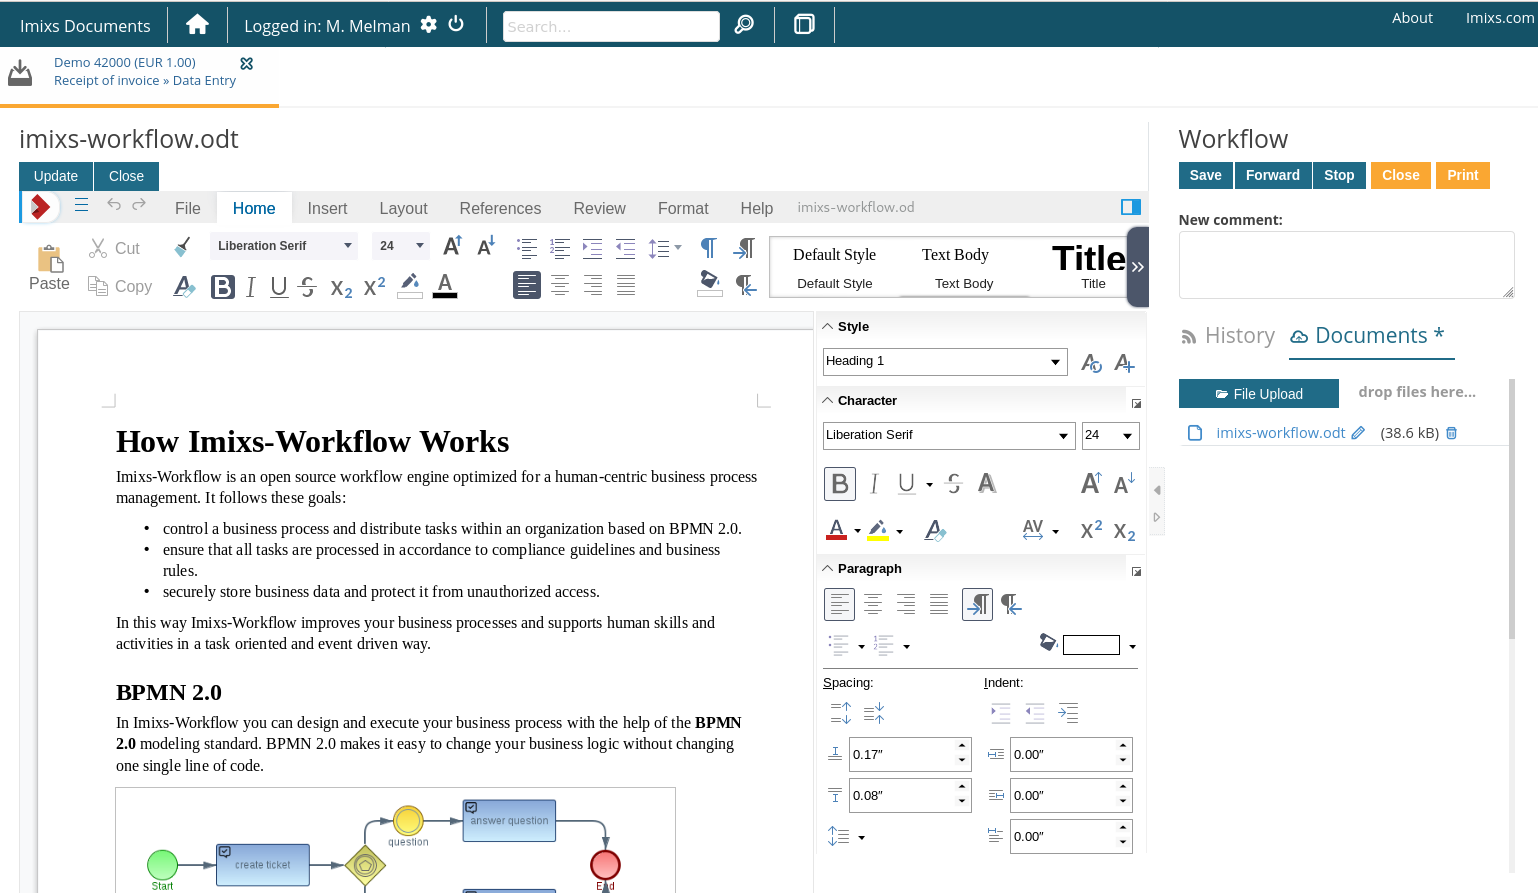 Imixs Documents
Logged in: M. Melman
Search...
About
Imixs.com
Demo 42000 (EUR 1.00)
Receipt of invoice » Data Entry
imixs-workflow.odt
Update
Close
File
Home
Insert
Layout
References
Review
Format
Help
imixs-workflow.od
Paste
Cut
Copy
Liberation Serif
24
Default Style
Text Body
Title
Default Style
Text Body
Title
How Imixs-Workflow Works
Imixs-Workflow is an open source workflow engine optimized for a human-centric business process
management. It follows these goals:
• control a business process and distribute tasks within an organization based on BPMN 2.0.
• ensure that all tasks are processed in accordance to compliance guidelines and business
rules.
• securely store business data and protect it from unauthorized access.
In this way Imixs-Workflow improves your business processes and supports human skills and
activities in a task oriented and event driven way.
BPMN 2.0
In Imixs-Workflow you can design and execute your business process with the help of the BPMN
2.0 modeling standard. BPMN 2.0 makes it easy to change your business logic without changing
one single line of code.
answer question
question
create ticket
Start
End
Style
Heading 1
Character
Liberation Serif
24
Paragraph
Spacing:
Indent:
0.17″
0.00″
0.08″
0.00″
0.00″
Workflow
Save
Forward
Stop
Close
Print
New comment:
History
Documents *
File Upload
drop files here...
imixs-workflow.odt
(38.6 kB)